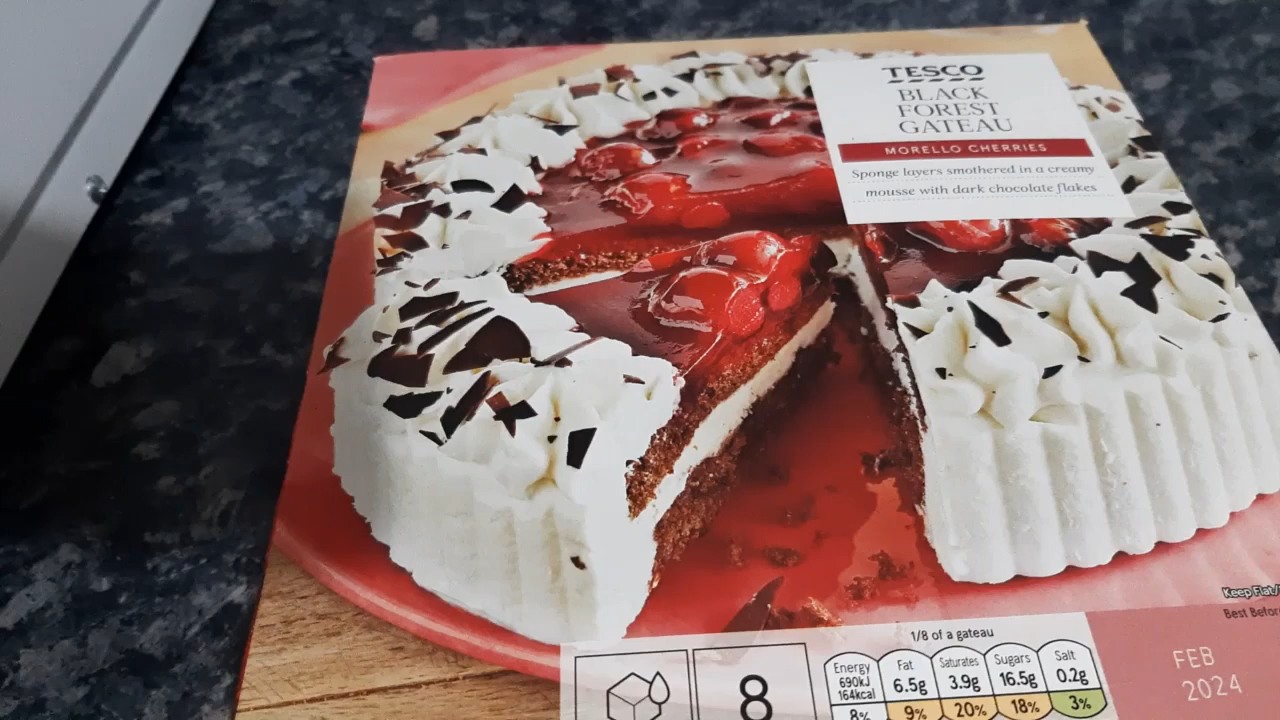 TESCO
BLACK
FOREST
GATEAU
MORELLO CHERRIES
Sponge layers smothered in a creamy
mousse with dark chocolate flakes
Keep Flat/
Best Before
FEB
2024
1/8 of a gateau
Energy
690kJ
164kcal
8%
Fat
6.5g
9%
Saturates
3.9g
20%
Sugars
16.5g
18%
Salt
0.2g
3%
8